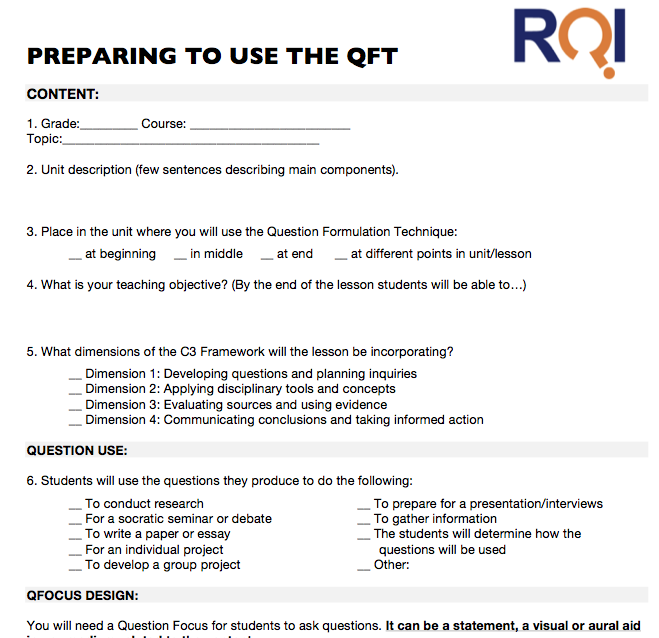 RQI
PREPARING TO USE THE QFT
CONTENT:
1. Grade:________ Course: ______________________
Topic:___________________________________
2. Unit description (few sentences describing main components).
3. Place in the unit where you will use the Question Formulation Technique:
__ at beginning __ in middle __ at end __ at different points in unit/lesson
4. What is your teaching objective? (By the end of the lesson students will be able to…)
5. What dimensions of the C3 Framework will the lesson be incorporating?
__ Dimension 1: Developing questions and planning inquiries
__ Dimension 2: Applying disciplinary tools and concepts
__ Dimension 3: Evaluating sources and using evidence
__ Dimension 4: Communicating conclusions and taking informed action
QUESTION USE:
6. Students will use the questions they produce to do the following:
__ To conduct research
__ For a socratic seminar or debate
__ To write a paper or essay
__ For an individual project
__ To develop a group project
__ To prepare for a presentation/interviews
__ To gather information
__ The students will determine how the
questions will be used
__ Other:
QFOCUS DESIGN:
You will need a Question Focus for students to ask questions. It can be a statement, a visual or aural aid